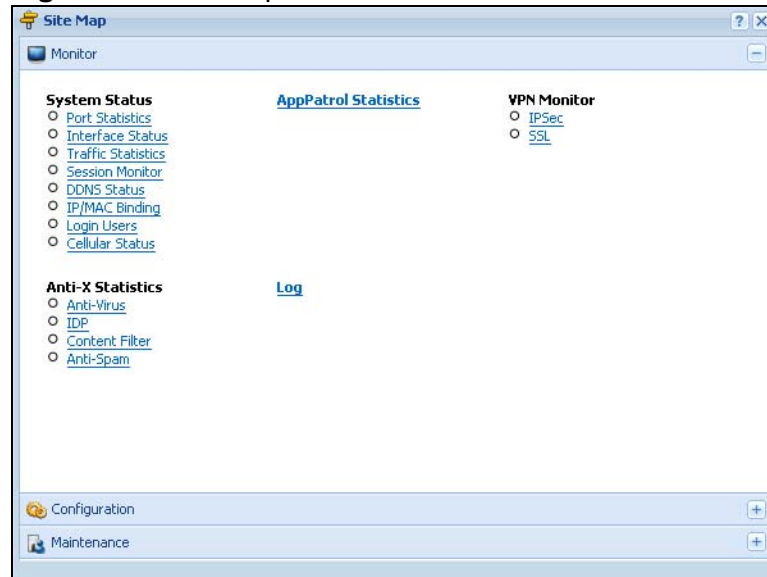 Site Map
Monitor
System Status
Port Statistics
Interface Status
Traffic Statistics
Session Monitor
DDNS Status
IP/MAC Binding
Login Users
Cellular Status
AppPatrol Statistics
VPN Monitor
IPSec
SSL
Anti-X Statistics
Anti-Virus
IDP
Content Filter
Anti-Spam
Log
Configuration
Maintenance